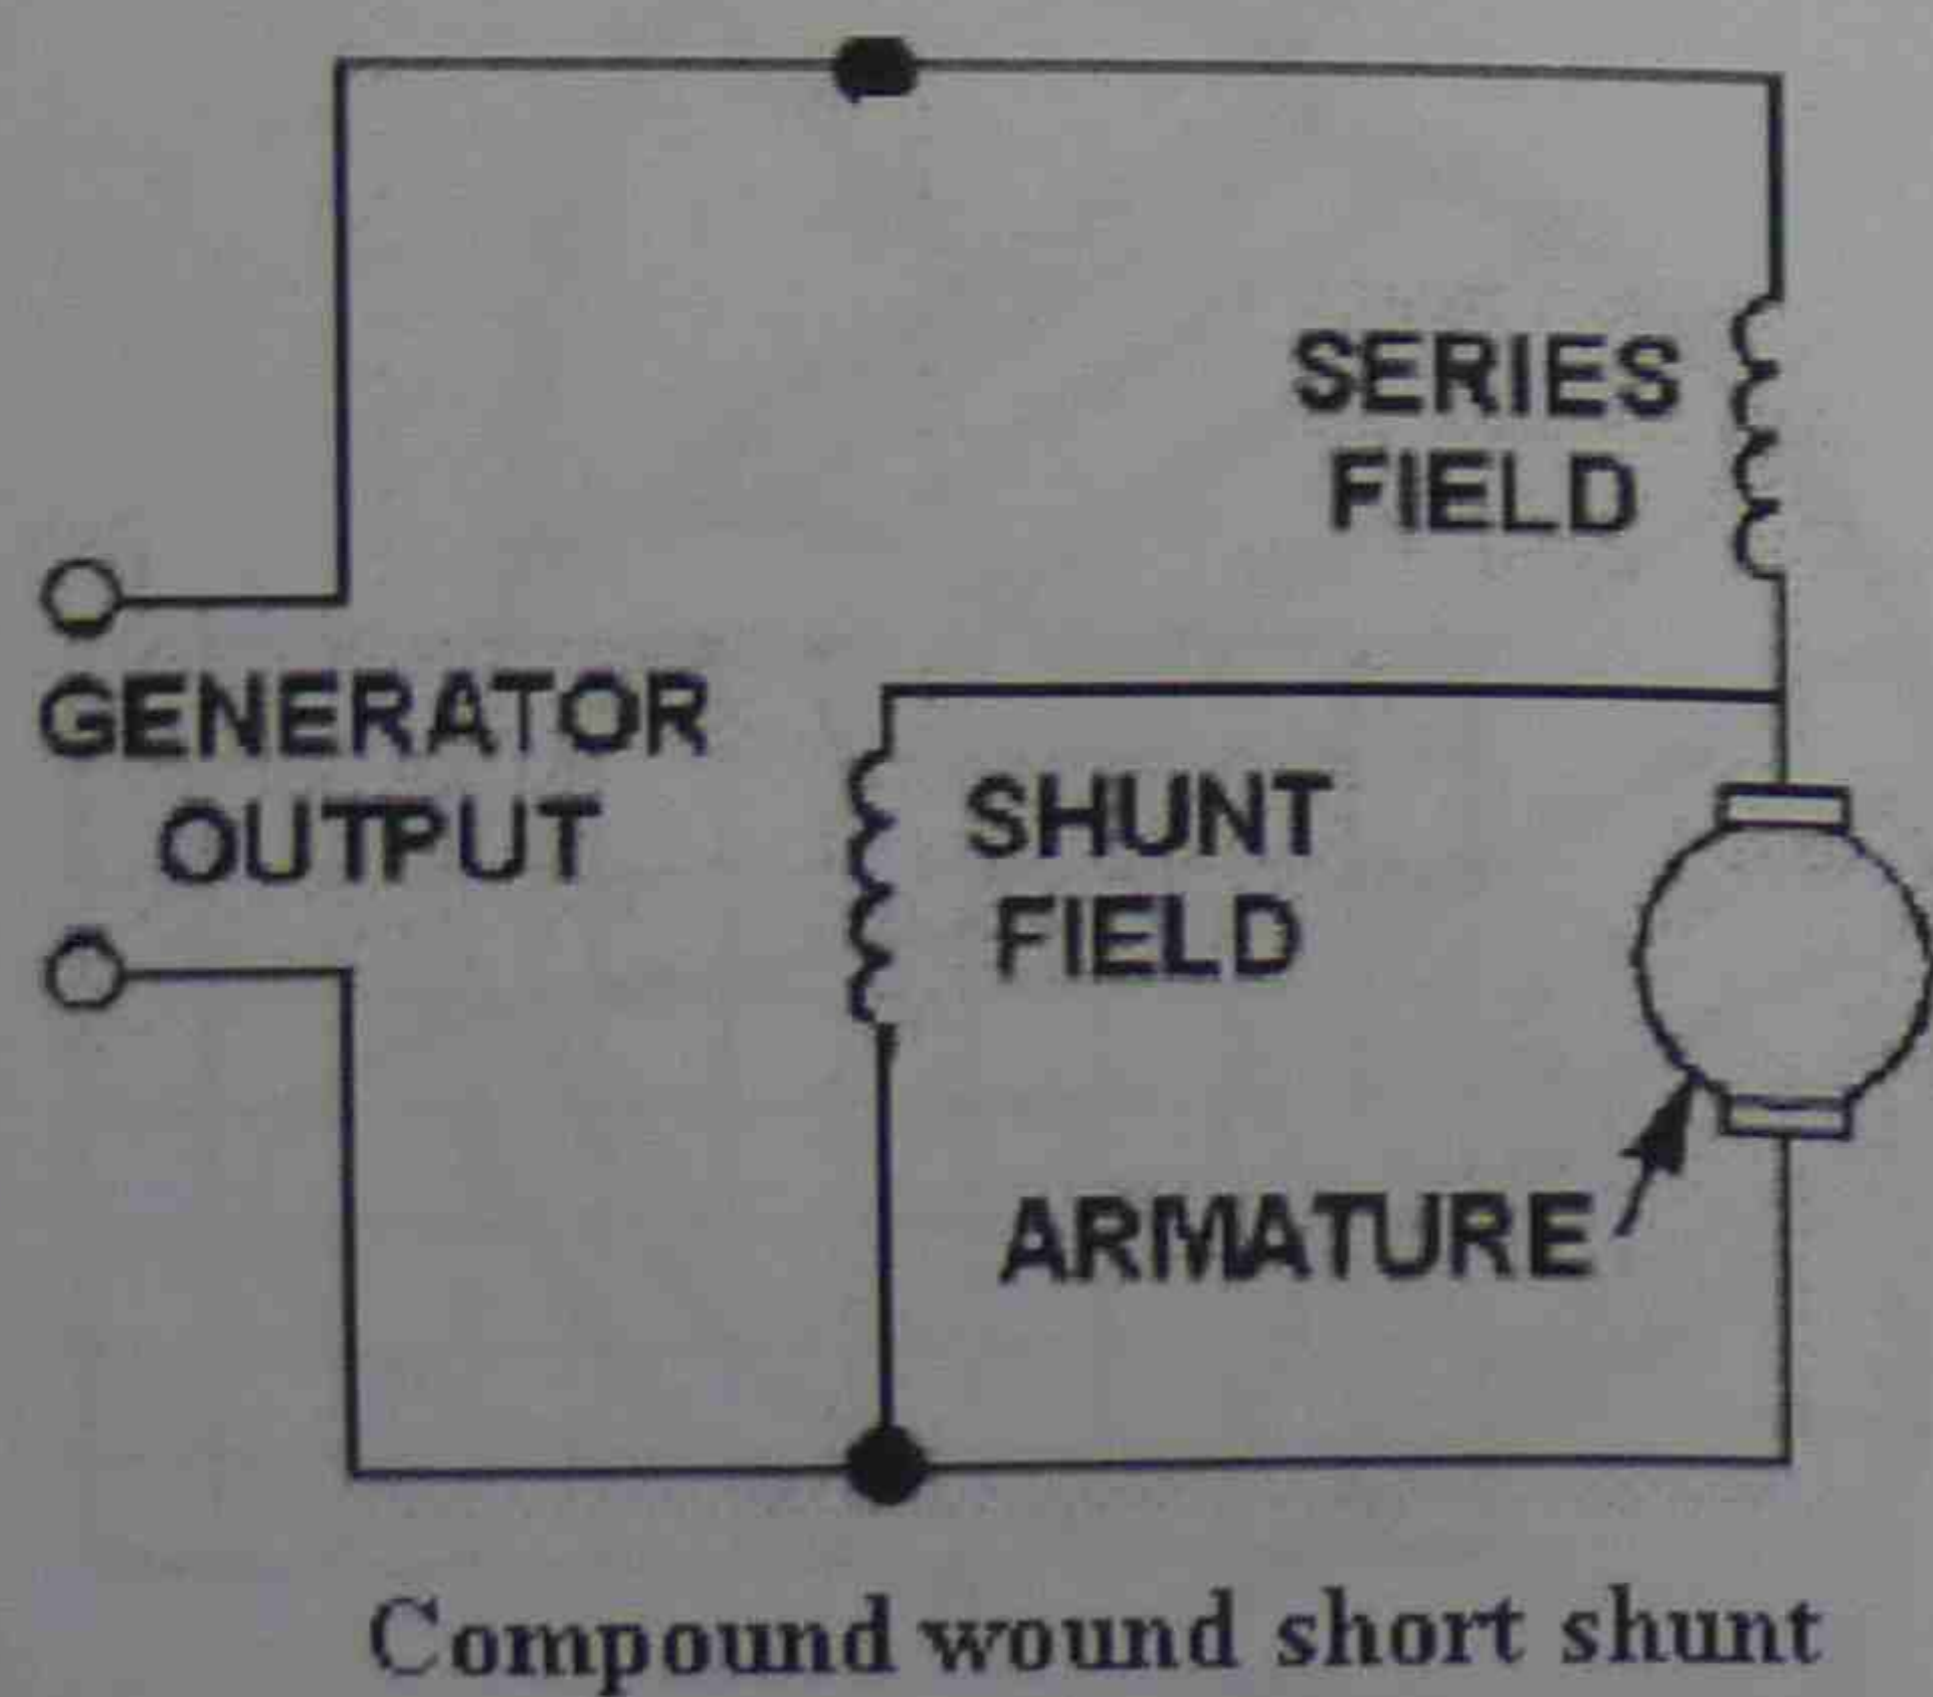 SERIES
FIELD
GENERATOR
OUTPUT
SHUNT
FIELD
ARMATURE
Compound wound short shunt